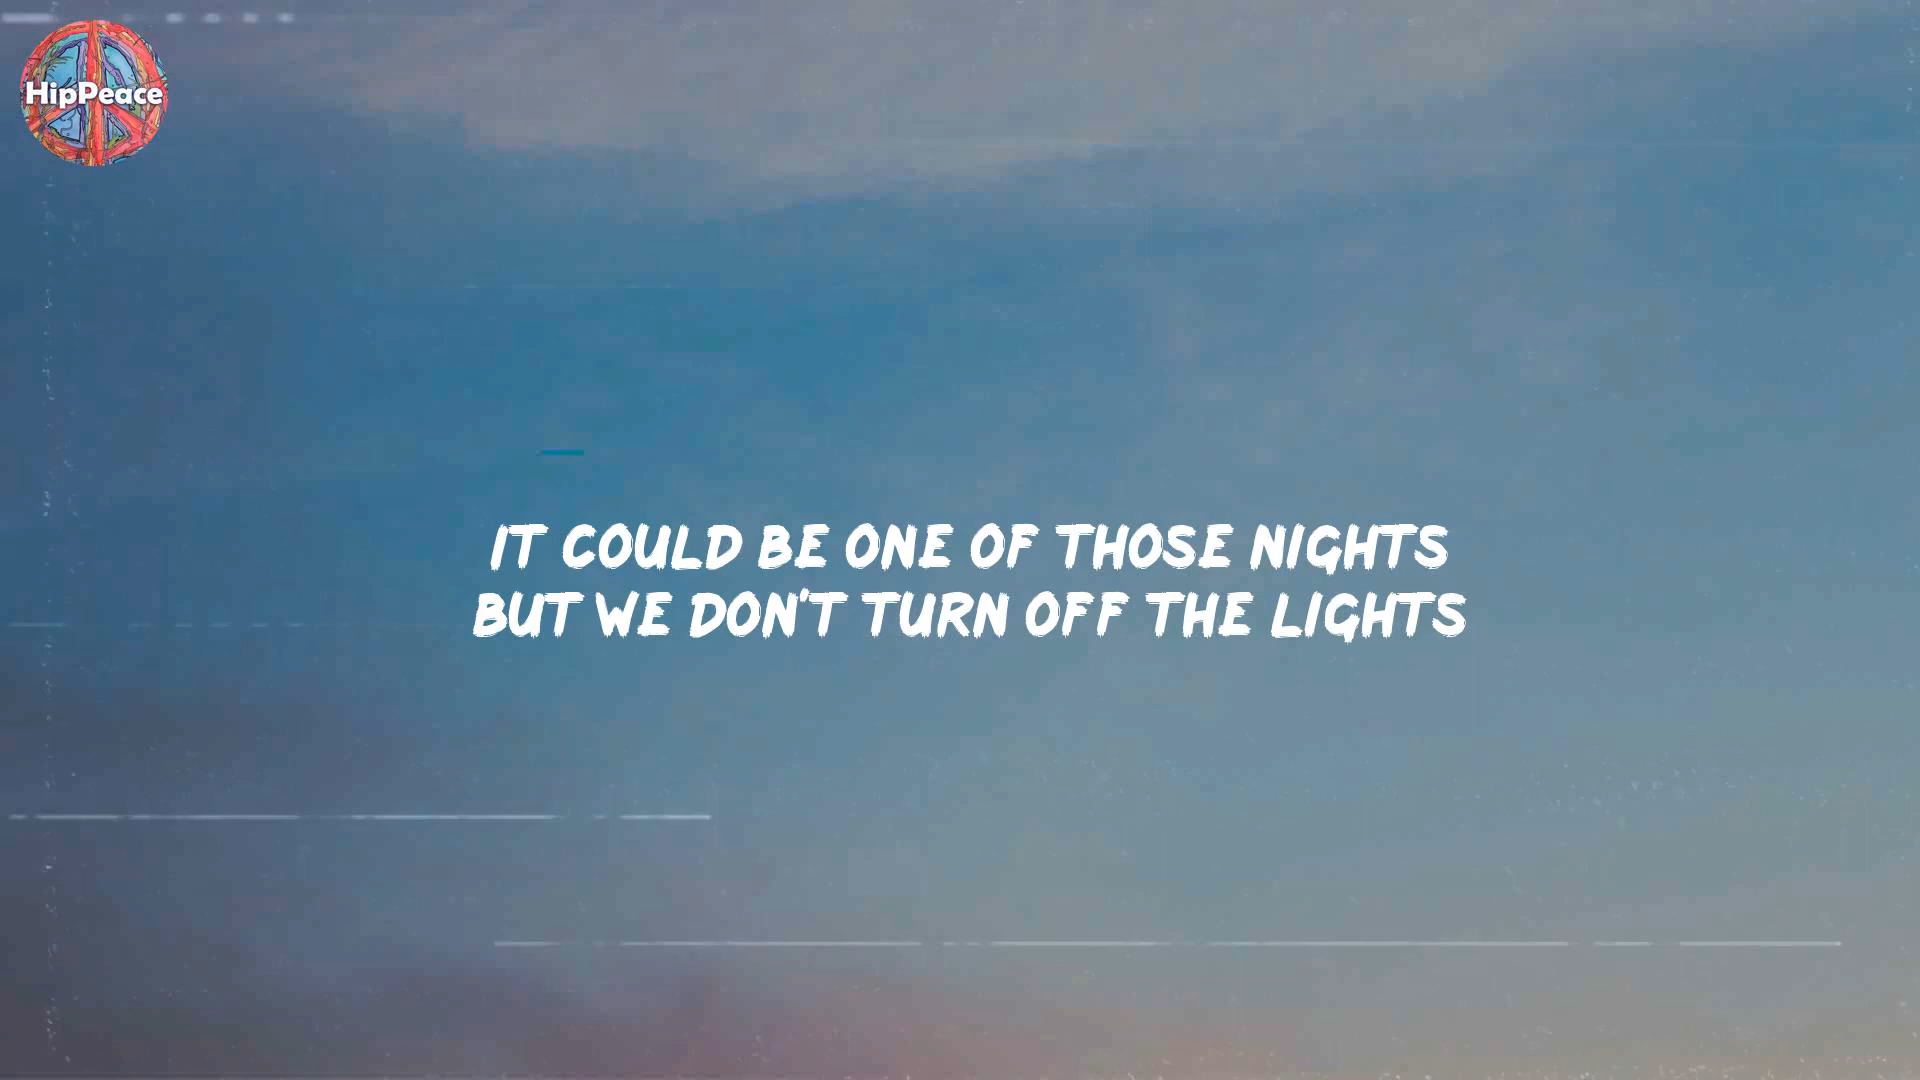 HipPeace
IT COULD BE ONE OF THOSE NIGHTS
BUT WE DON'T TURN OFF THE LIGHTS